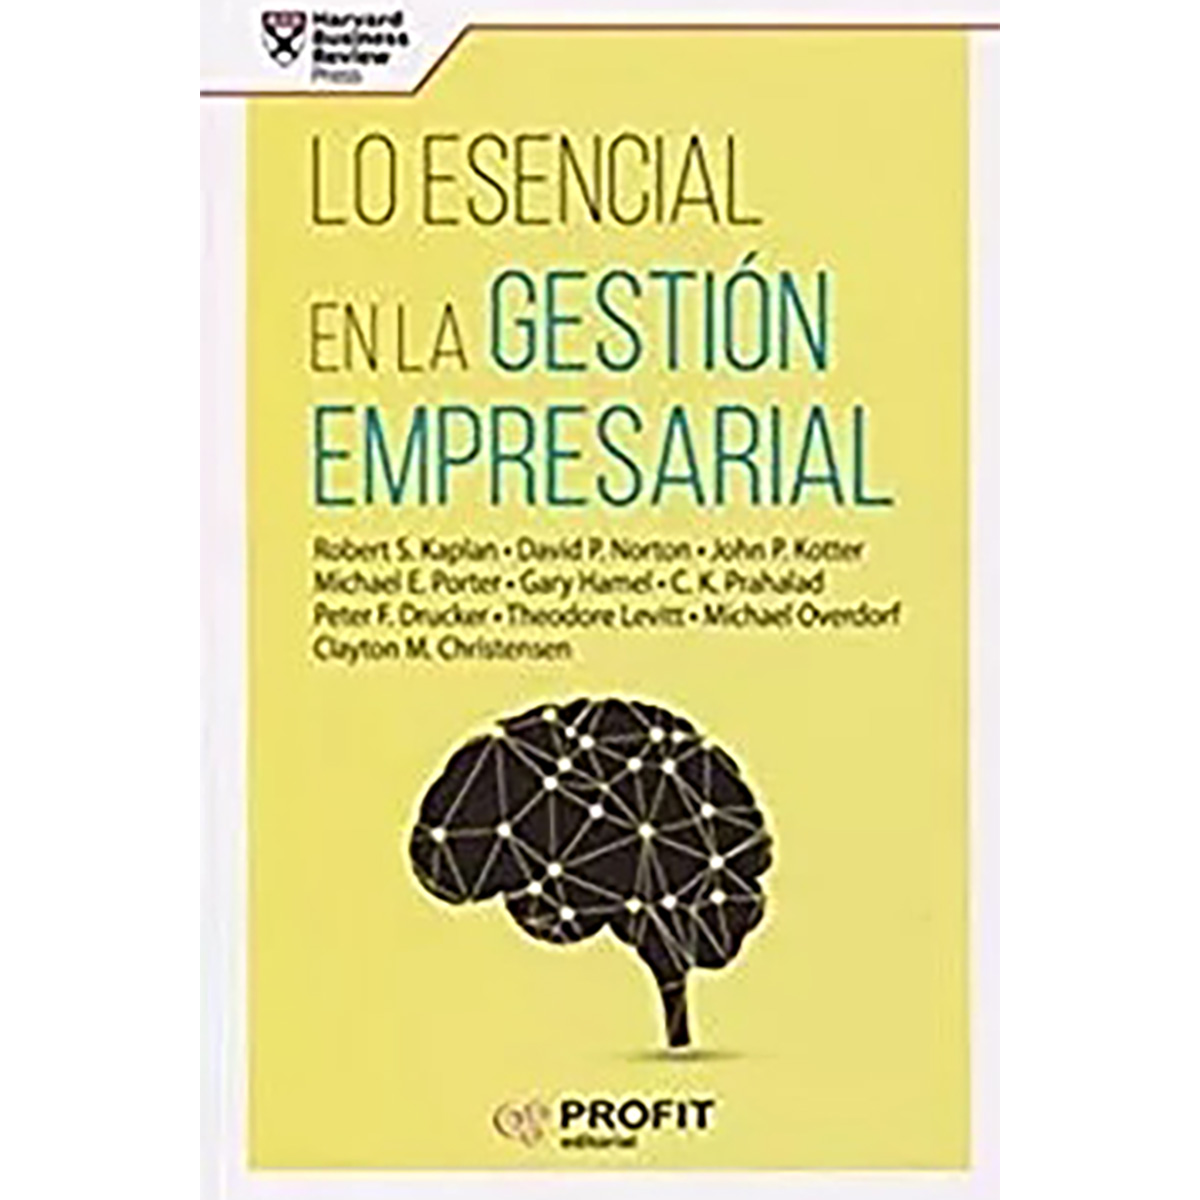 Harvard
Business
Review
Press
LO ESENCIAL
EN LA GESTIÓN
EMPRESARIAL
Robert S. Kaplan • David P. Norton • John P. Kotter
Michael E. Porter • Gary Hamel • C. K. Prahalad
Peter F. Drucker • Theodore Levitt • Michael Overdorf
Clayton M. Christensen
PROFIT
editorial